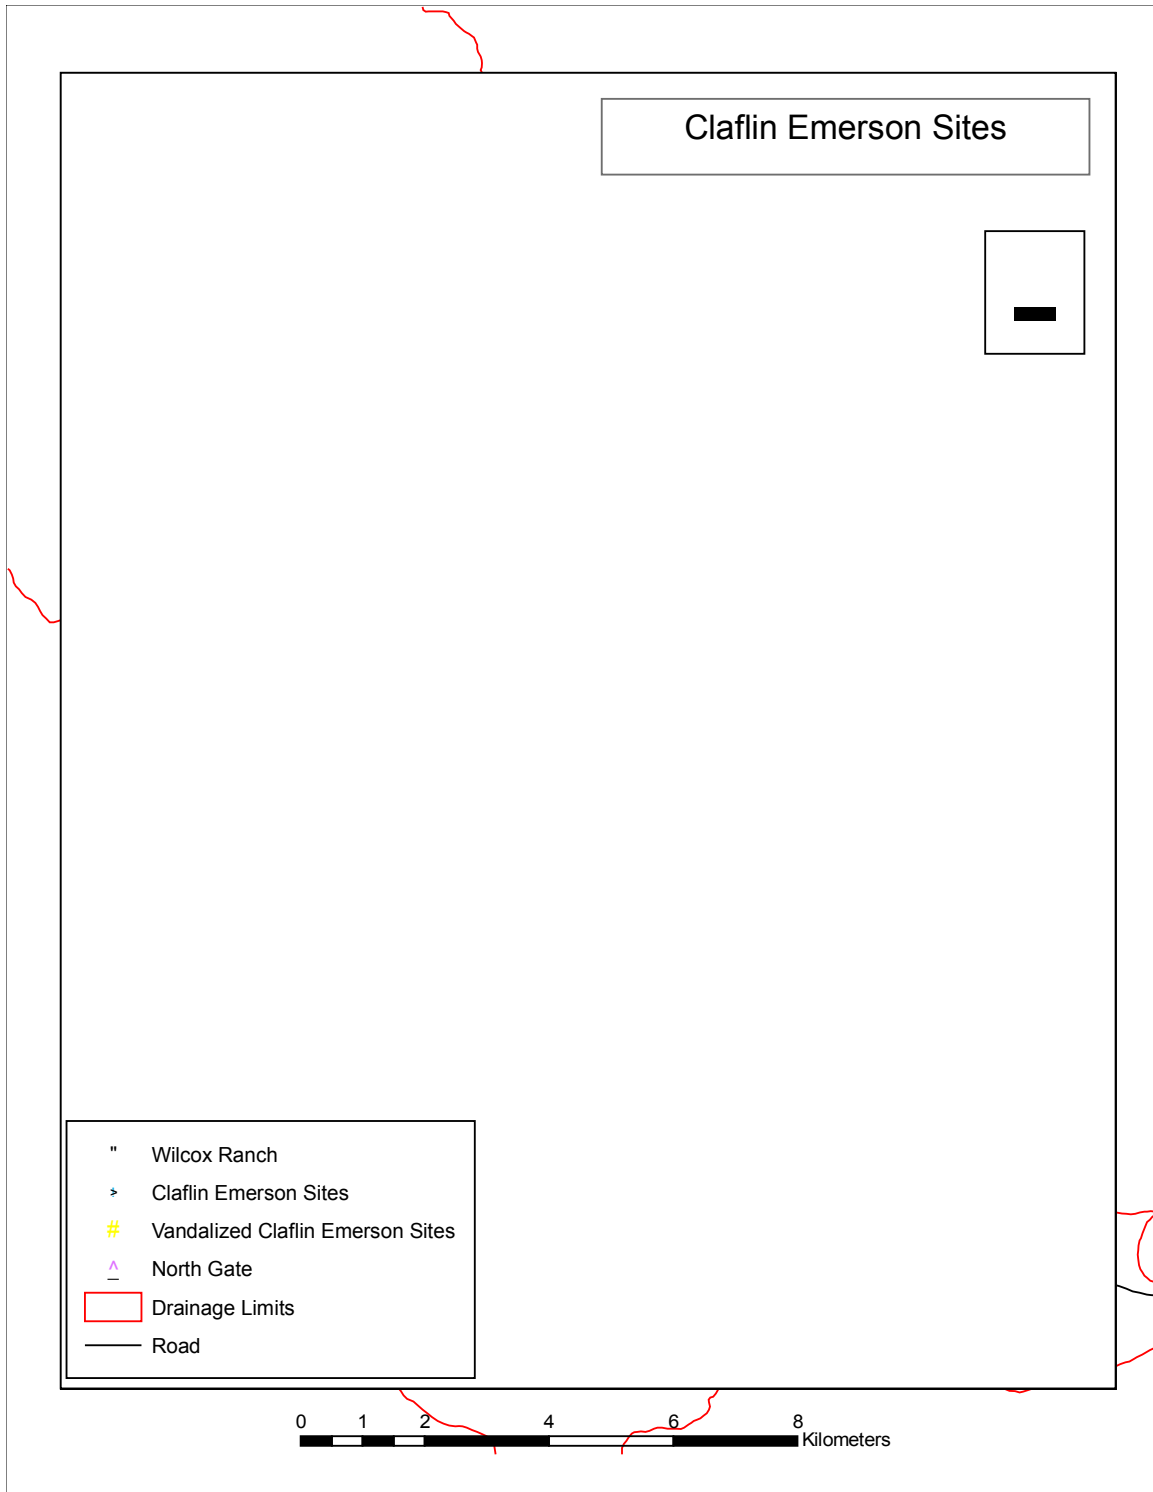 Claflin Emerson Sites
" Wilcox Ranch
> Claflin Emerson Sites
# Vandalized Claflin Emerson Sites
^ North Gate
Drainage Limits
Road
0 1 2 4 6 8
Kilometers